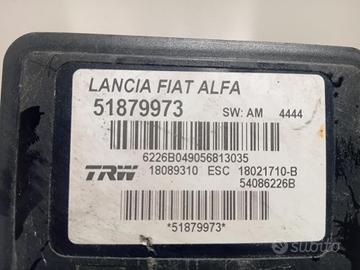 LANCIA FIAT ALFA
51879973 SW: AM 4444
6226B049056813035
TRW 18089310 ESC 18021710-B
54086226B
*51879973*
subito